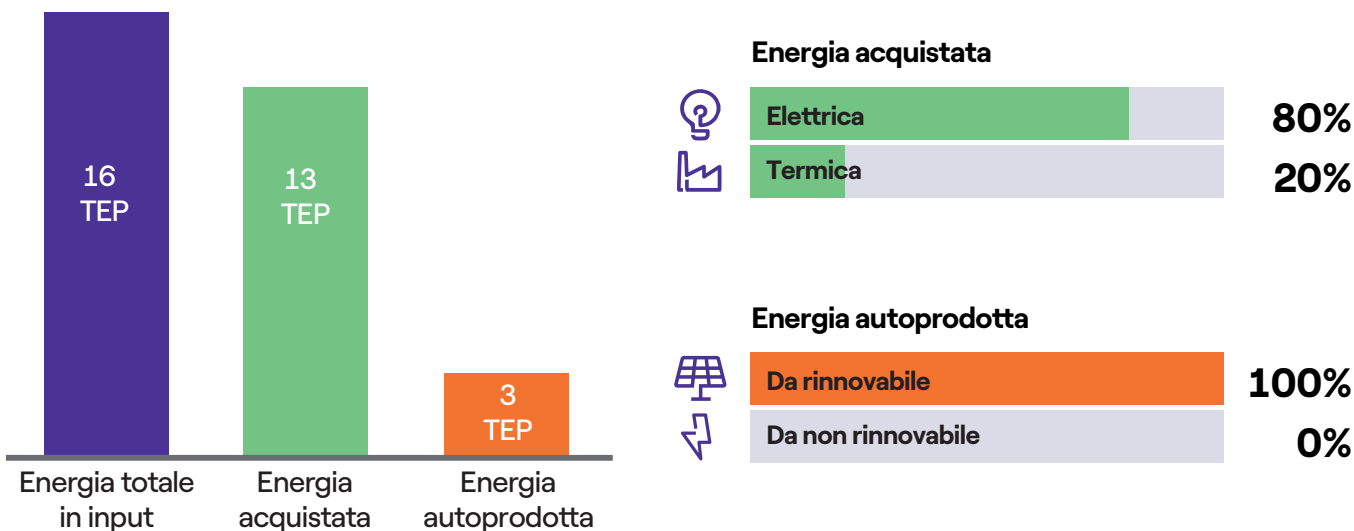 16
TEP
13
TEP
3
TEP
Energia totale
in input
Energia
acquistata
Energia
autoprodotta
Energia acquistata
Elettrica
80%
Termica
20%
Energia autoprodotta
Da rinnovabile
100%
Da non rinnovabile
0%